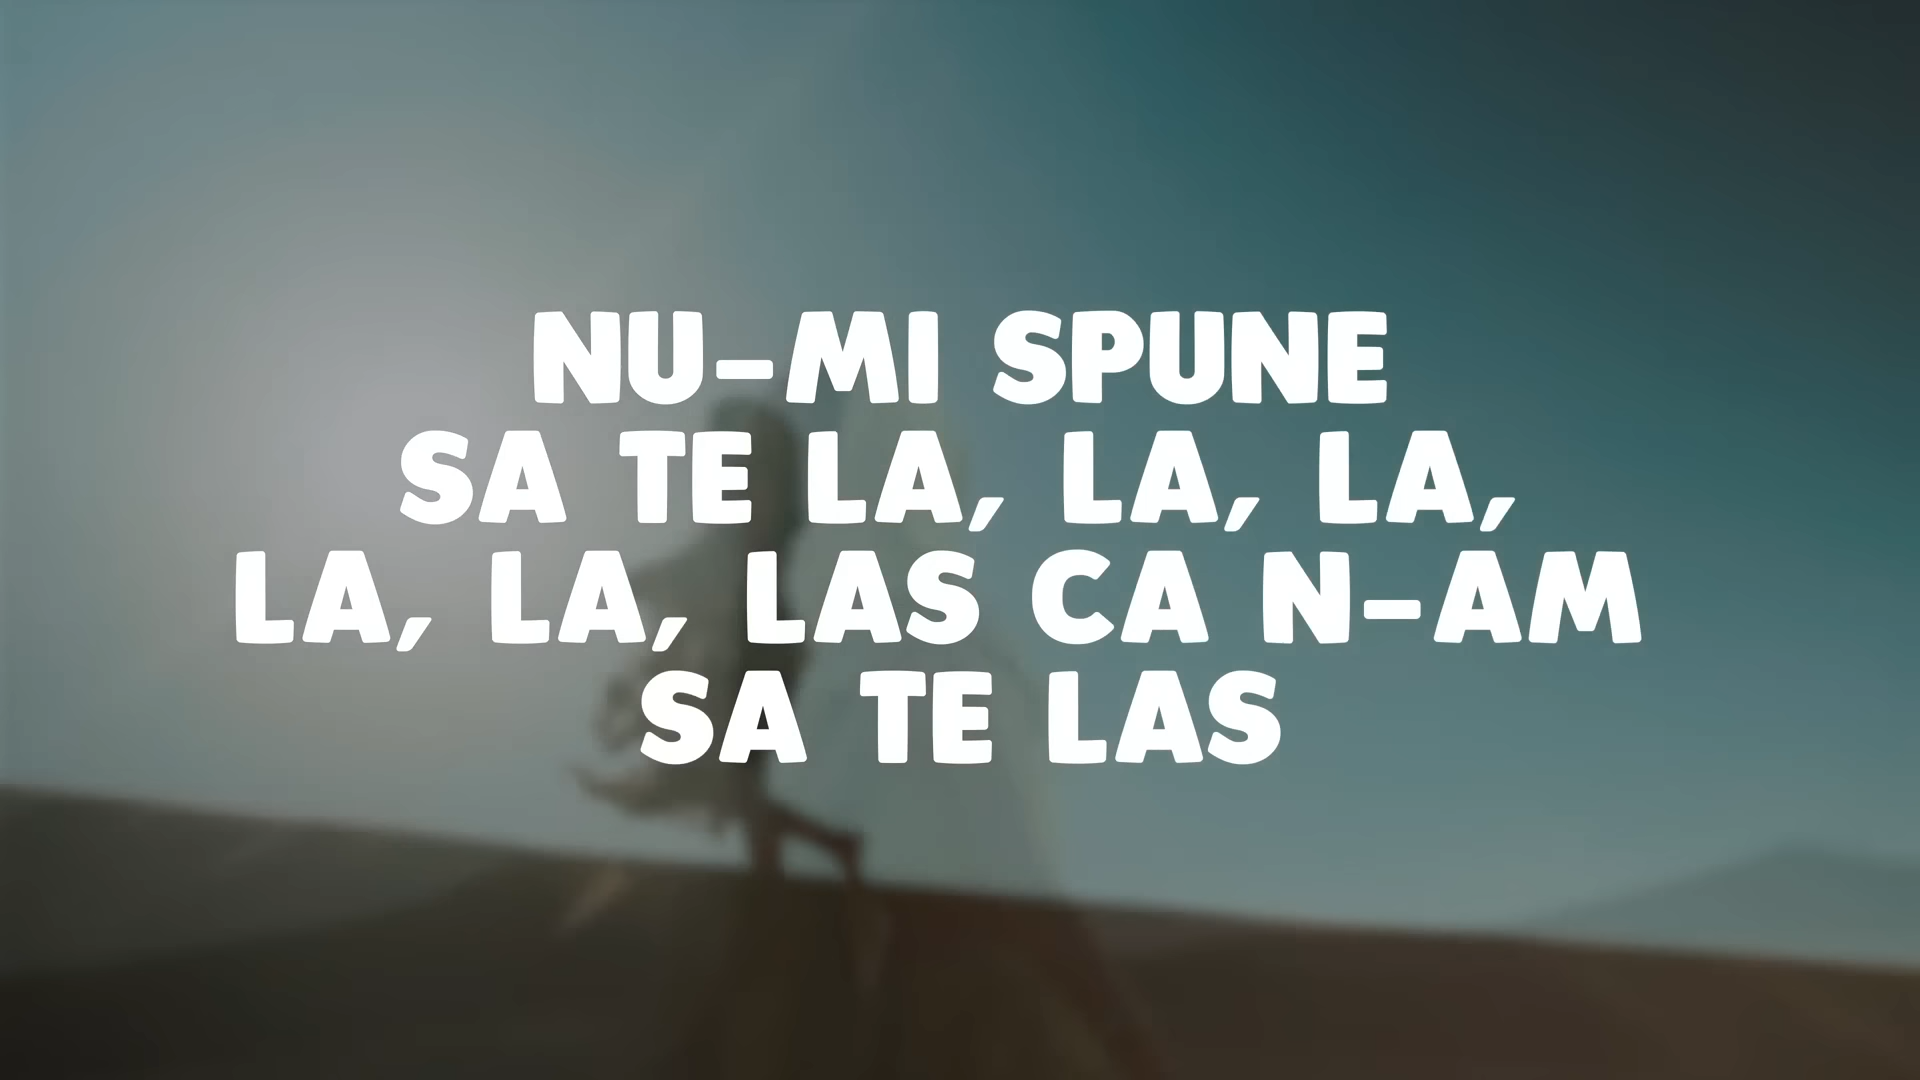 NU-MI SPUNE
SA TE LA, LA, LA,
LA, LA, LAS CA N-AM
SA TE LAS